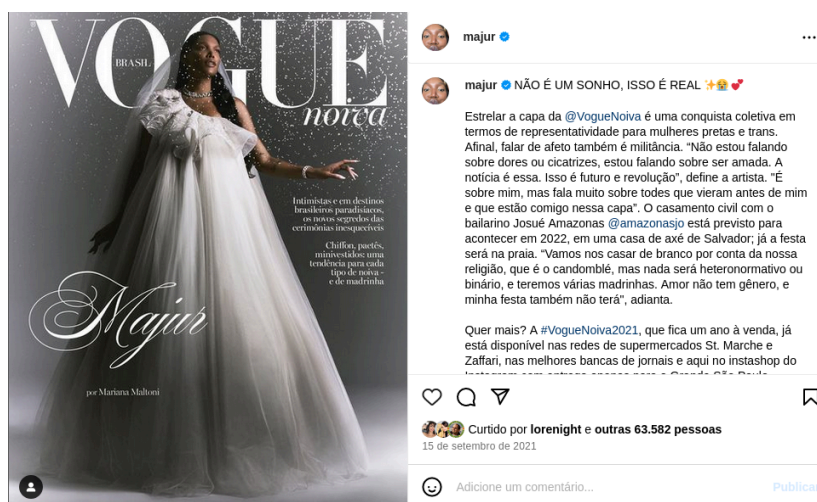 VOGUE
BRASIL
noiva
Intimistas e em destinos
brasileiros paradisíacos,
os novos segredos das
cerimônias inesquecíveis
Chiffon, paetês,
minivestidos: uma
tendência para cada
tipo de noiva -
e de madrinha
Majur
por Mariana Maltoni
majur
majur NÃO É UM SONHO, ISSO É REAL ✨😭💕
Estrelar a capa da @VogueNoiva é uma conquista coletiva em
termos de representatividade para mulheres pretas e trans.
Afinal, falar de afeto também é militância. “Não estou falando
sobre dores ou cicatrizes, estou falando sobre ser amada. A
notícia é essa. Isso é futuro e revolução”, define a artista. "É
sobre mim, mas fala muito sobre todes que vieram antes de mim
e que estão comigo nessa capa”. O casamento civil com o
bailarino Josué Amazonas @amazonasjo está previsto para
acontecer em 2022, em uma casa de axé de Salvador; já a festa
será na praia. “Vamos nos casar de branco por conta da nossa
religião, que é o candomblé, mas nada será heteronormativo ou
binário, e teremos várias madrinhas. Amor não tem gênero, e
minha festa também não terá", adianta.
Quer mais? A #VogueNoiva2021, que fica um ano à venda, já
está disponível nas redes de supermercados St. Marche e
Zaffari, nas melhores bancas de jornais e aqui no instashop do
Curtido por lorenight e outras 63.582 pessoas
15 de setembro de 2021
Adicione um comentário...